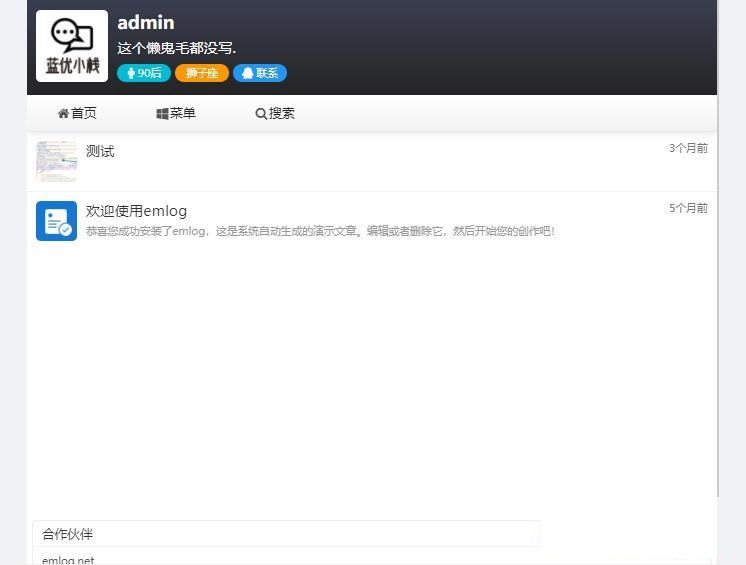 蓝优小栈
admin
这个懒鬼毛都没写.
90后 狮子座 联系
首页 菜单 搜索
测试 3个月前
欢迎使用emlog 5个月前
恭喜您成功安装了emlog，这是系统自动生成的演示文章。编辑或者删除它，然后开始您的创作吧！
合作伙伴
emlog.net